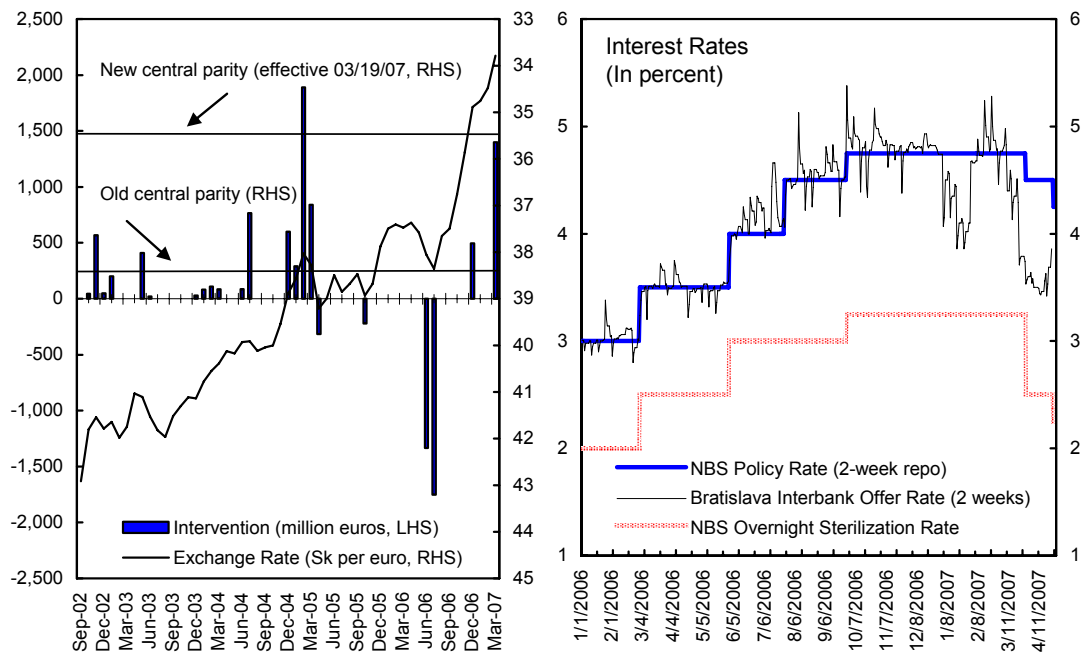 2,500
2,000
1,500
1,000
500
0
-500
-1,000
-1,500
-2,000
-2,500
33
34
35
36
37
38
39
40
41
42
43
44
45
New central parity (effective 03/19/07, RHS)
Old central parity (RHS)
Intervention (million euros, LHS)
Exchange Rate (Sk per euro, RHS)
Sep-02
Dec-02
Mar-03
Jun-03
Sep-03
Dec-03
Mar-04
Jun-04
Sep-04
Dec-04
Mar-05
Jun-05
Sep-05
Dec-05
Mar-06
Jun-06
Sep-06
Dec-06
Mar-07
6
5
4
3
2
1
Interest Rates
(In percent)
6
5
4
3
2
1
NBS Policy Rate (2-week repo)
Bratislava Interbank Offer Rate (2 weeks)
NBS Overnight Sterilization Rate
1/1/2006
2/1/2006
3/4/2006
4/4/2006
5/5/2006
6/5/2006
7/6/2006
8/6/2006
9/6/2006
10/7/2006
11/7/2006
12/8/2006
1/8/2007
2/8/2007
3/11/2007
4/11/2007